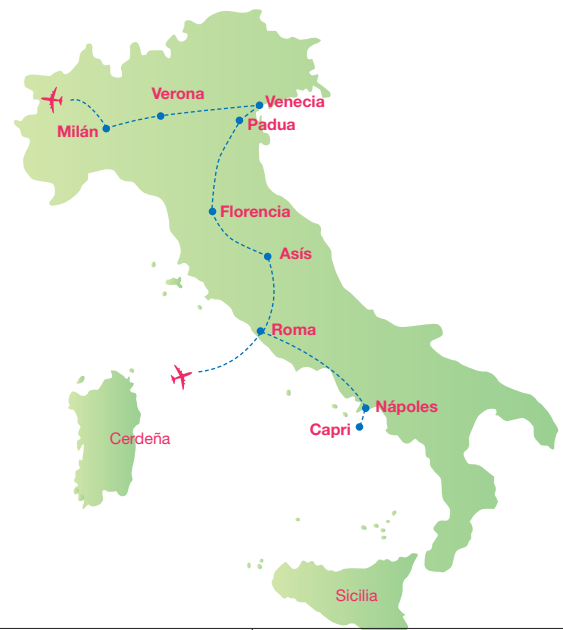 Verona
Venecia
Padua
Milán
Florencia
Asís
Roma
Nápoles
Capri
Cerdeña
Sicilia